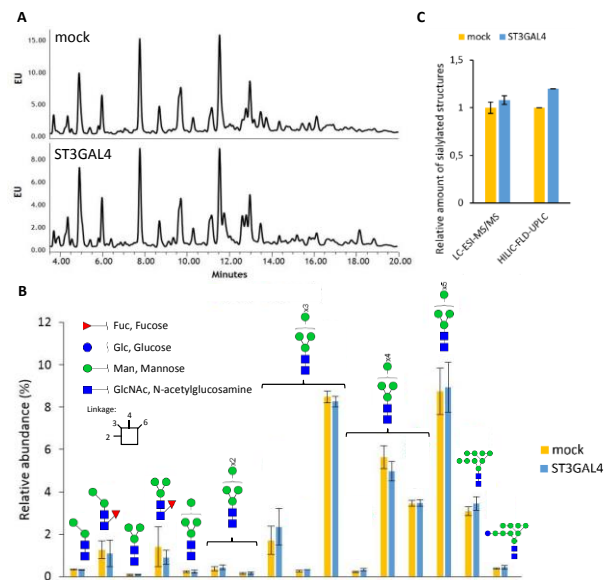 A
mock
EU
15.00
10.00
5.00
0.00
ST3GAL4
EU
8.00
6.00
4.00
2.00
0.00
4.00 6.00 8.00 10.00 12.00 14.00 16.00 18.00 20.00
Minutes
C
mock ST3GAL4
Relative amount of sialylated structures
1,5
1
0,5
0
LC-ESI-MS/MS
HILIC-FLD-UPLC
B
Relative abundance (%)
12
10
8
6
4
2
0
Fuc, Fucose
Glc, Glucose
Man, Mannose
GlcNAc, N-acetylglucosamine
Linkage:
4
3 6
2
x2
x3
x4
x5
mock
ST3GAL4